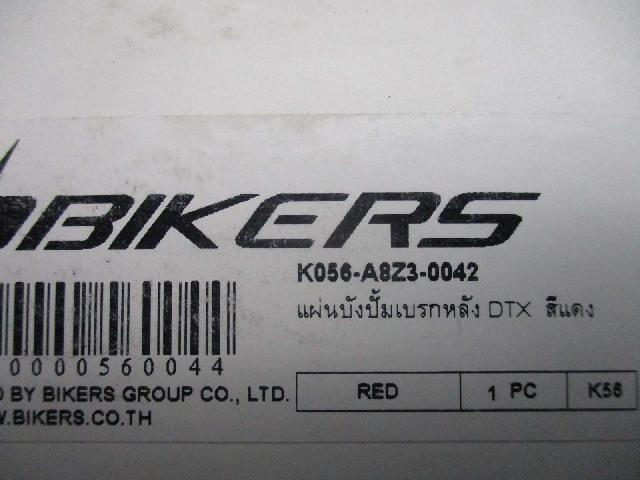 BIKERS
K056-A8Z3-0042
แผ่นบังปั้มเบรกหลัง DTX สีแดง
0000560044
BY BIKERS GROUP CO., LTD.
RED 1 PC K56
W.BIKERS.CO.TH